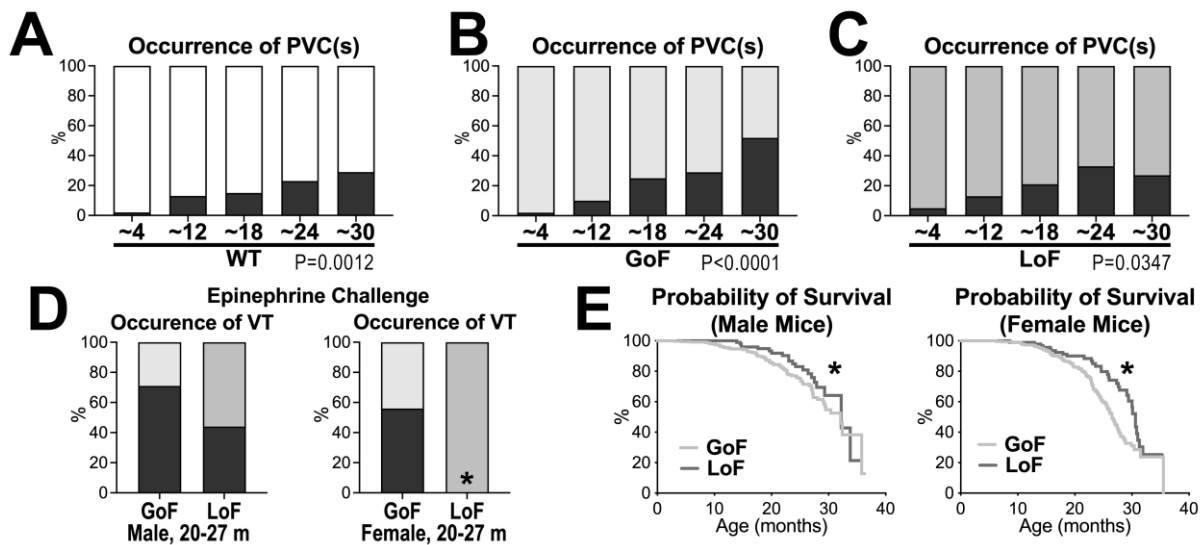 A
Occurrence of PVC(s)
100
80
60
40
20
0
%
~4 ~12 ~18 ~24 ~30
WT P=0.0012
B
Occurrence of PVC(s)
100
80
60
40
20
0
%
~4 ~12 ~18 ~24 ~30
GoF P<0.0001
C
Occurrence of PVC(s)
100
80
60
40
20
0
%
~4 ~12 ~18 ~24 ~30
LoF P=0.0347
D
Epinephrine Challenge
Occurence of VT
100
80
60
40
20
0
%
GoF LoF
Male, 20-27 m
Occurence of VT
100
80
60
40
20
0
%
*
GoF LoF
Female, 20-27 m
E
Probability of Survival
(Male Mice)
100
80
60
40
20
0
%
*
GoF
LoF
0 10 20 30 40
Age (months)
Probability of Survival
(Female Mice)
100
80
60
40
20
0
%
*
GoF
LoF
0 10 20 30 40
Age (months)